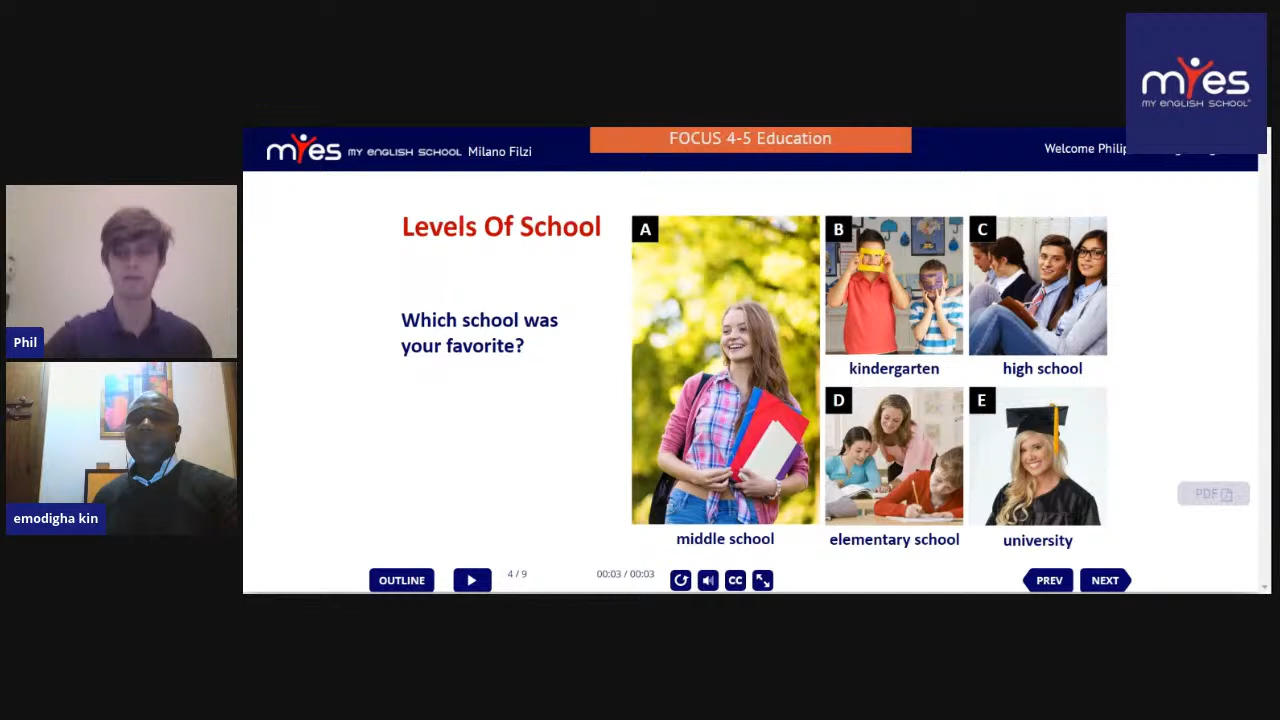 myes
MY ENGLISH SCHOOL
myes MY ENGLISH SCHOOL Milano Filzi
FOCUS 4-5 Education
Welcome
Levels Of School
Which school was
your favorite?
A
B
C
kindergarten
high school
D
E
middle school
elementary school
university
Phil
emodigha kin
PDF
OUTLINE
4 / 9
00:03 / 00:03
CC
PREV
NEXT